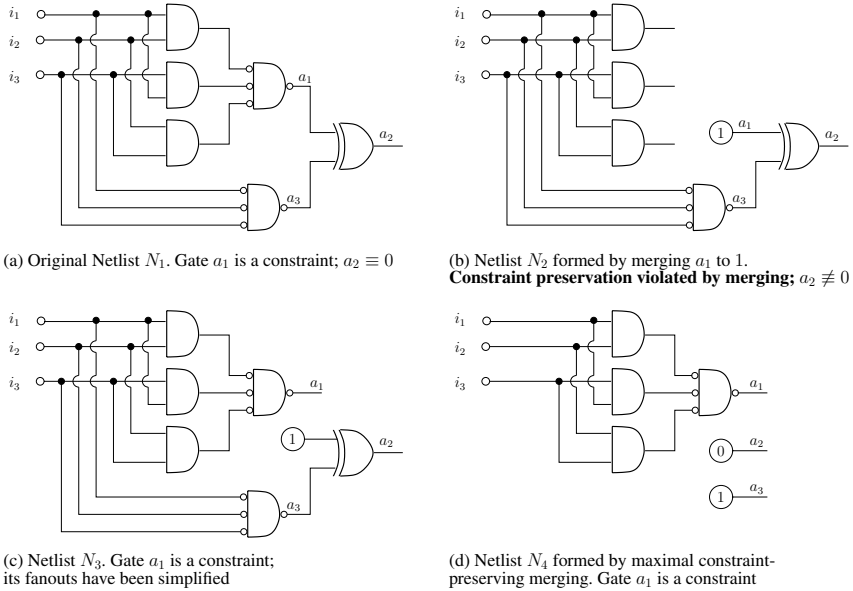 i₁
i₂
i₃
a₁
a₂
a₃
(a) Original Netlist N₁. Gate a₁ is a constraint; a₂ ≡ 0
i₁
i₂
i₃
1
a₁
a₂
a₃
(b) Netlist N₂ formed by merging a₁ to 1.
Constraint preservation violated by merging; a₂ ≢ 0
i₁
i₂
i₃
a₁
1
a₂
a₃
(c) Netlist N₃. Gate a₁ is a constraint;
its fanouts have been simplified
i₁
i₂
i₃
a₁
0
a₂
1
a₃
(d) Netlist N₄ formed by maximal constraint-
preserving merging. Gate a₁ is a constraint